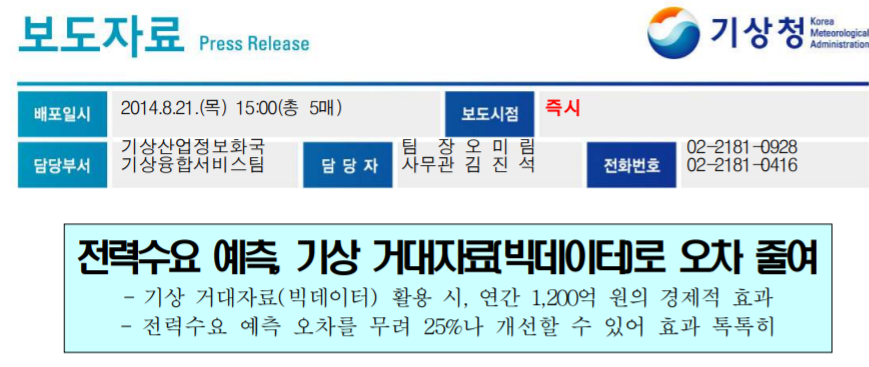 보도자료 Press Release
기상청 Korea Meteorological Administration
배포일시 2014.8.21.(목) 15:00(총 5매) 보도시점 즉시
담당부서 기상산업정보화국 기상융합서비스팀 담당자 팀 장 오 미 림 사무관 김 진 석 전화번호 02-2181-0928 02-2181-0416
전력수요 예측, 기상 거대자료(빅데이터)로 오차 줄여
- 기상 거대자료(빅데이터) 활용 시, 연간 1,200억 원의 경제적 효과
- 전력수요 예측 오차를 무려 25%나 개선할 수 있어 효과 톡톡히